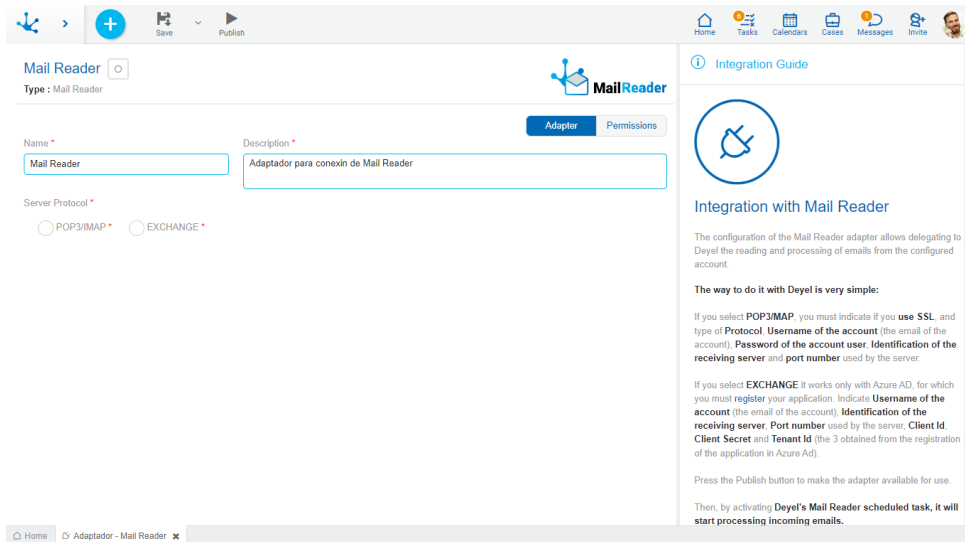 Save
Publish
Home
6
Tasks
Calendars
Cases
1
Messages
Invite
Mail Reader
Type : Mail Reader
MailReader
Adapter
Permissions
Name *
Mail Reader
Description *
Adaptador para conexin de Mail Reader
Server Protocol *
POP3/IMAP *
EXCHANGE *
Integration Guide
Integration with Mail Reader
The configuration of the Mail Reader adapter allows delegating to
Deyel the reading and processing of emails from the configured
account.
The way to do it with Deyel is very simple:
If you select POP3/MAP, you must indicate if you use SSL, and
type of Protocol, Username of the account (the email of the
account), Password of the account user, Identification of the
receiving server and port number used by the server.
If you select EXCHANGE it works only with Azure AD, for which
you must register your application. Indicate Username of the
account (the email of the account), Identification of the
receiving server, Port number used by the server, Client Id,
Client Secret and Tenant Id (the 3 obtained from the registration
of the application in Azure Ad).
Press the Publish button to make the adapter available for use.
Then, by activating Deyel's Mail Reader scheduled task, it will
start processing incoming emails.
Home
Adaptador - Mail Reader